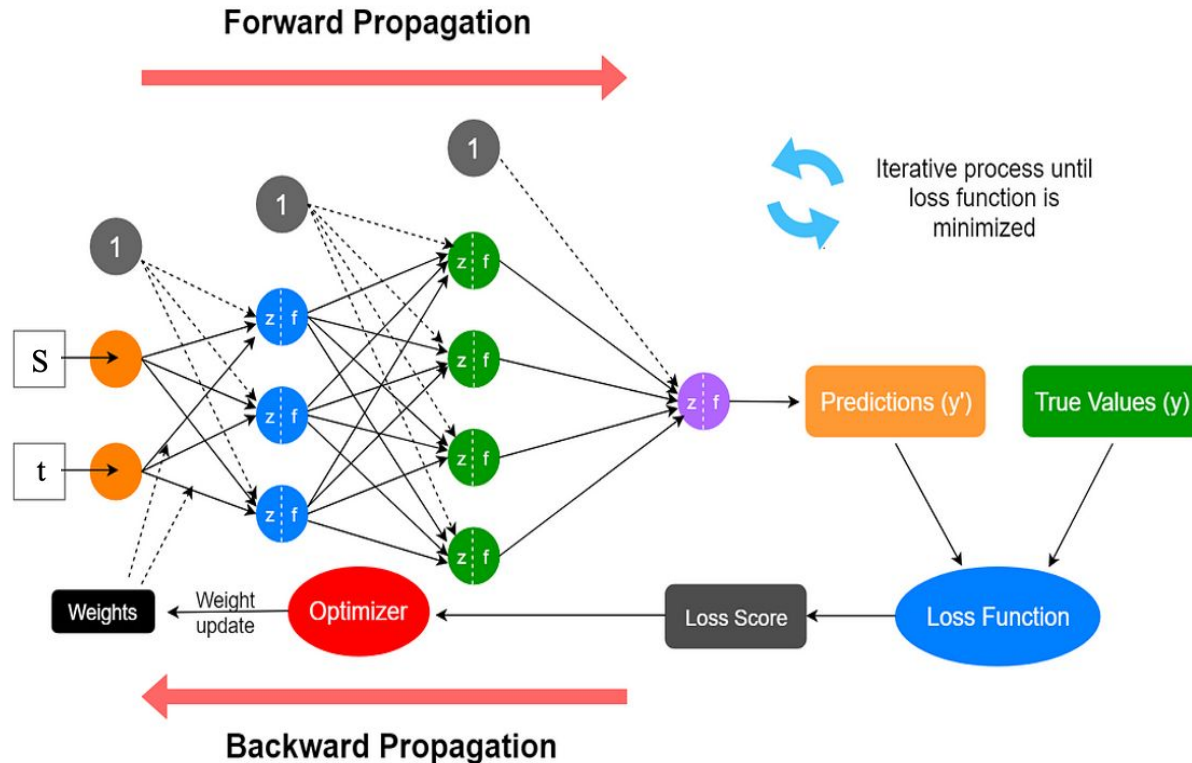 Forward Propagation
1
1
1
Iterative process until
loss function is
minimized
z f
z f
z f
z f
z f
z f
z f
z f
S
t
Predictions (y')
True Values (y)
Weights
Weight
update
Optimizer
Loss Score
Loss Function
Backward Propagation